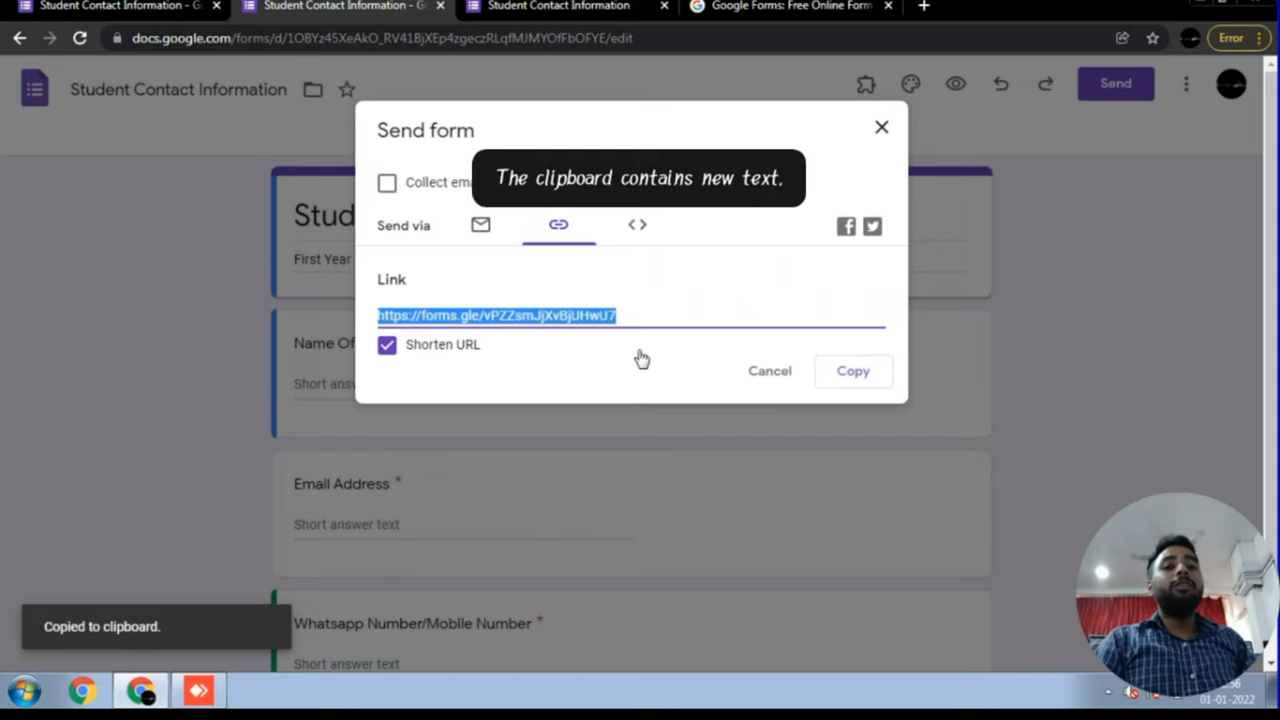 Student Contact Information - Go
Student Contact Information - Go
Student Contact Information
Google Forms: Free Online Form
docs.google.com/forms/d/1OBYz45XeAkO_RV41BjXEp4zgeczRLqfMJMYOfFbOFYE/edit
Error
Student Contact Information
Send
Send form
Collect ema
The clipboard contains new text.
Stud
Send via
First Year
Link
https://forms.gle/vPZZsmJjXvBjUHwU7
Name Of
Shorten URL
Cancel
Copy
Short answ
Email Address *
Short answer text
Copied to clipboard.
Whatsapp Number/Mobile Number *
Short answer text
01-01-2022